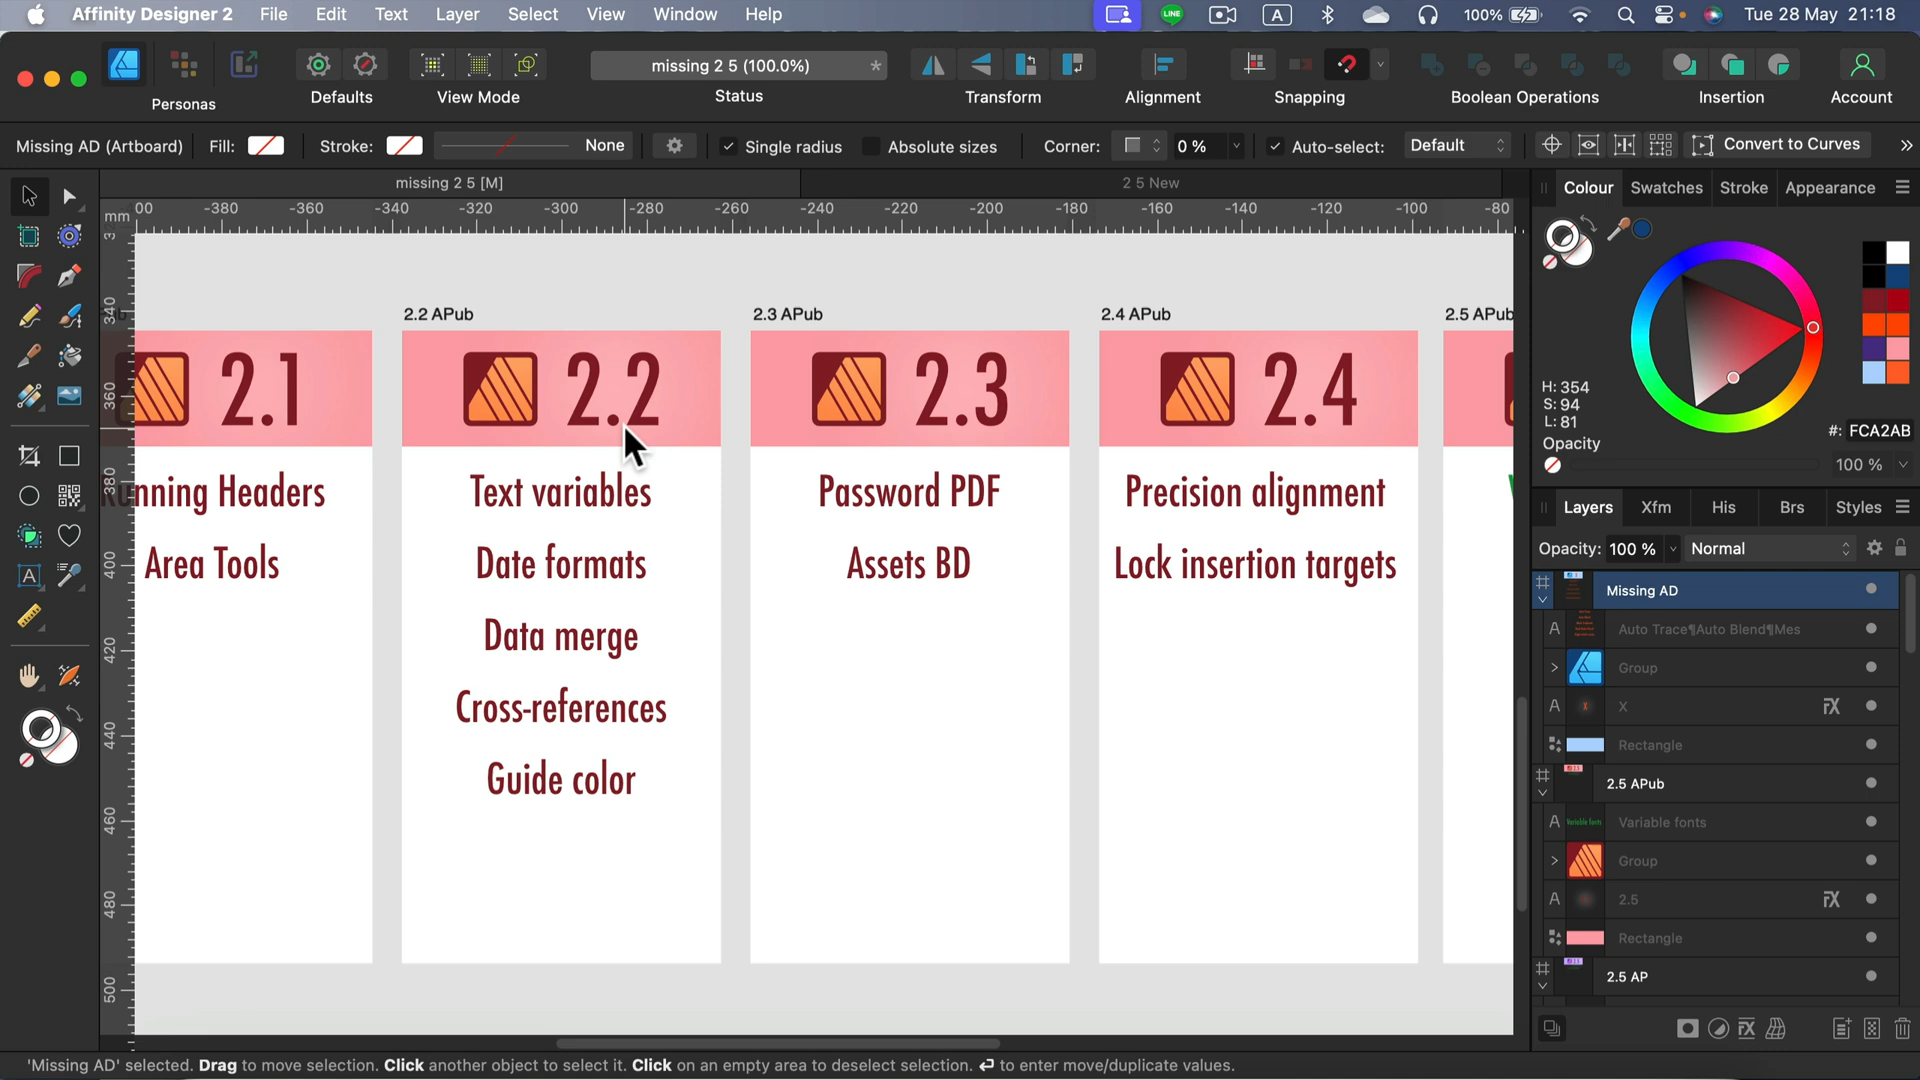 Affinity Designer 2 File Edit Text Layer Select View Window Help LINE A 100% Tue 28 May 21:18
missing 2 5 (100.0%) *
Personas Defaults View Mode Status Transform Alignment Snapping Boolean Operations Insertion Account
Missing AD (Artboard) Fill: Stroke: None Single radius Absolute sizes Corner: 0 % Auto-select: Default Convert to Curves »
missing 2 5 [M] 2 5 New
Colour Swatches Stroke Appearance
mm 00 -380 -360 -340 -320 -300 -280 -260 -240 -220 -200 -180 -160 -140 -120 -100 -80
340
360
380
400
420
440
460
480
500
2.2 APub 2.3 APub 2.4 APub 2.5 APub
2.1 2.2 2.3 2.4
Running Headers Text variables Password PDF Precision alignment
Area Tools Date formats Assets BD Lock insertion targets
Data merge
Cross-references
Guide color
H: 354
S: 94
L: 81
#: FCA2AB
Opacity
100 %
Layers Xfm His Brs Styles
Opacity: 100 % Normal
Missing AD
A Auto Trace¶Auto Blend¶Mes
Group
A X FX
Rectangle
2.5 APub
A Variable fonts Variable fonts
Group
A 2.5 FX
Rectangle
2.5 AP
'Missing AD' selected. Drag to move selection. Click another object to select it. Click on an empty area to deselect selection. ↵ to enter move/duplicate values.